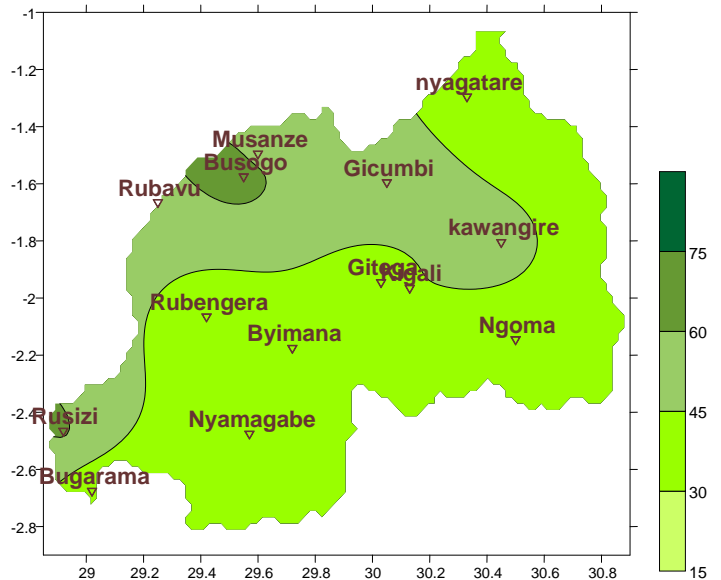 -1
-1.2
-1.4
-1.6
-1.8
-2
-2.2
-2.4
-2.6
-2.8
nyagatare
Musanze
Busogo
Gicumbi
Rubavu
kawangire
Gitega
Kigali
Rubengera
Ngoma
Byimana
Rusizi
Nyamagabe
Bugarama
29
29.2
29.4
29.6
29.8
30
30.2
30.4
30.6
30.8
75
60
45
30
15